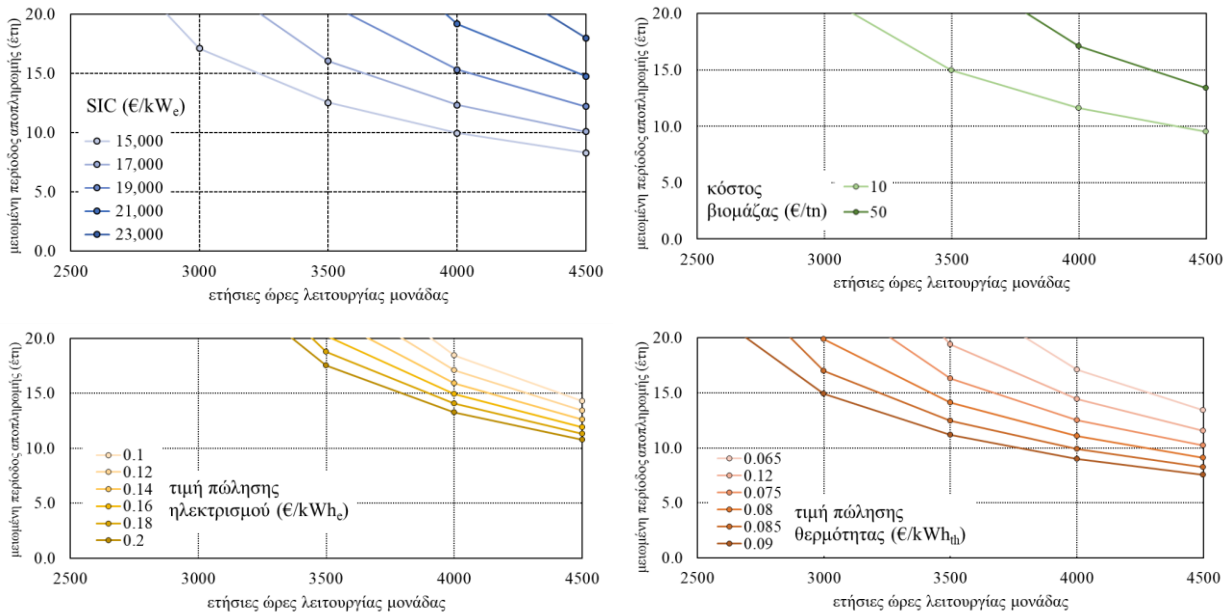 μειωμένη περίοδος αποπληρωμής (έτη)
20.0
15.0
10.0
5.0
0.0
SIC (€/kWe)
15,000
17,000
19,000
21,000
23,000
2500 3000 3500 4000 4500
ετήσιες ώρες λειτουργίας μονάδας
μειωμένη περίοδος αποπληρωμής (έτη)
20.0
15.0
10.0
5.0
0.0
κόστος
βιομάζας (€/tn)
10
50
2500 3000 3500 4000 4500
ετήσιες ώρες λειτουργίας μονάδας
μειωμένη περίοδος αποπληρωμής (έτη)
20.0
15.0
10.0
5.0
0.0
0.1
0.12
0.14
0.16
0.18
0.2
τιμή πώλησης
ηλεκτρισμού (€/kWhe)
2500 3000 3500 4000 4500
ετήσιες ώρες λειτουργίας μονάδας
μειωμένη περίοδος αποπληρωμής (έτη)
20.0
15.0
10.0
5.0
0.0
0.065
0.12
0.075
0.08
0.085
0.09
τιμή πώλησης
θερμότητας (€/kWhth)
2500 3000 3500 4000 4500
ετήσιες ώρες λειτουργίας μονάδας